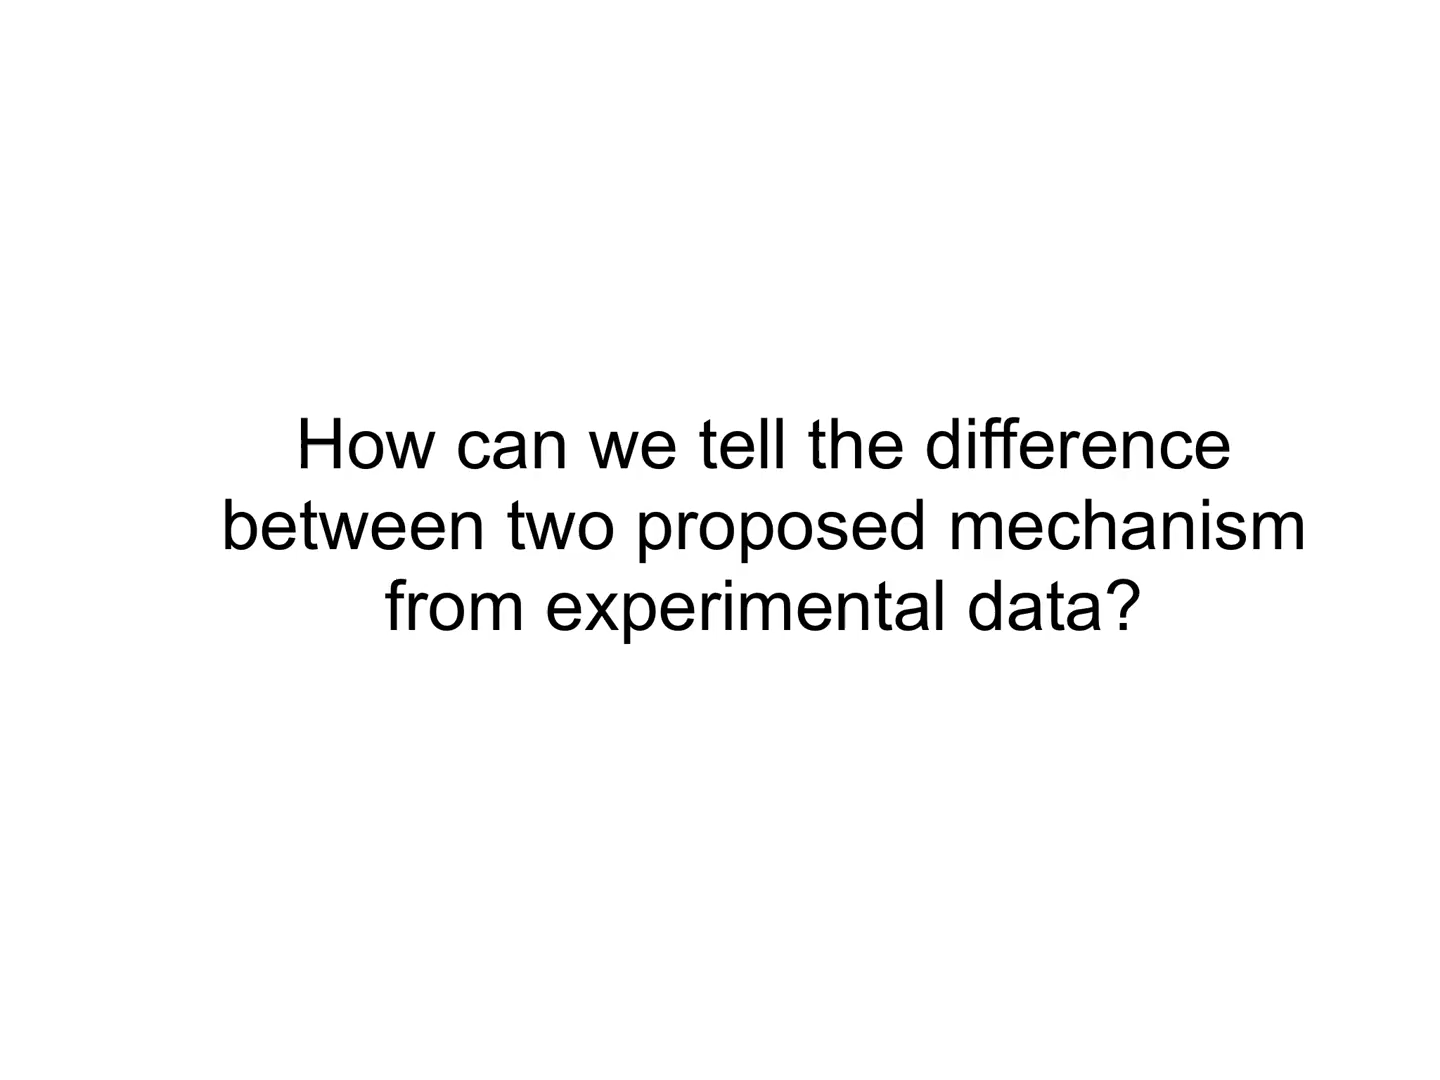 How can we tell the difference
between two proposed mechanism
from experimental data?